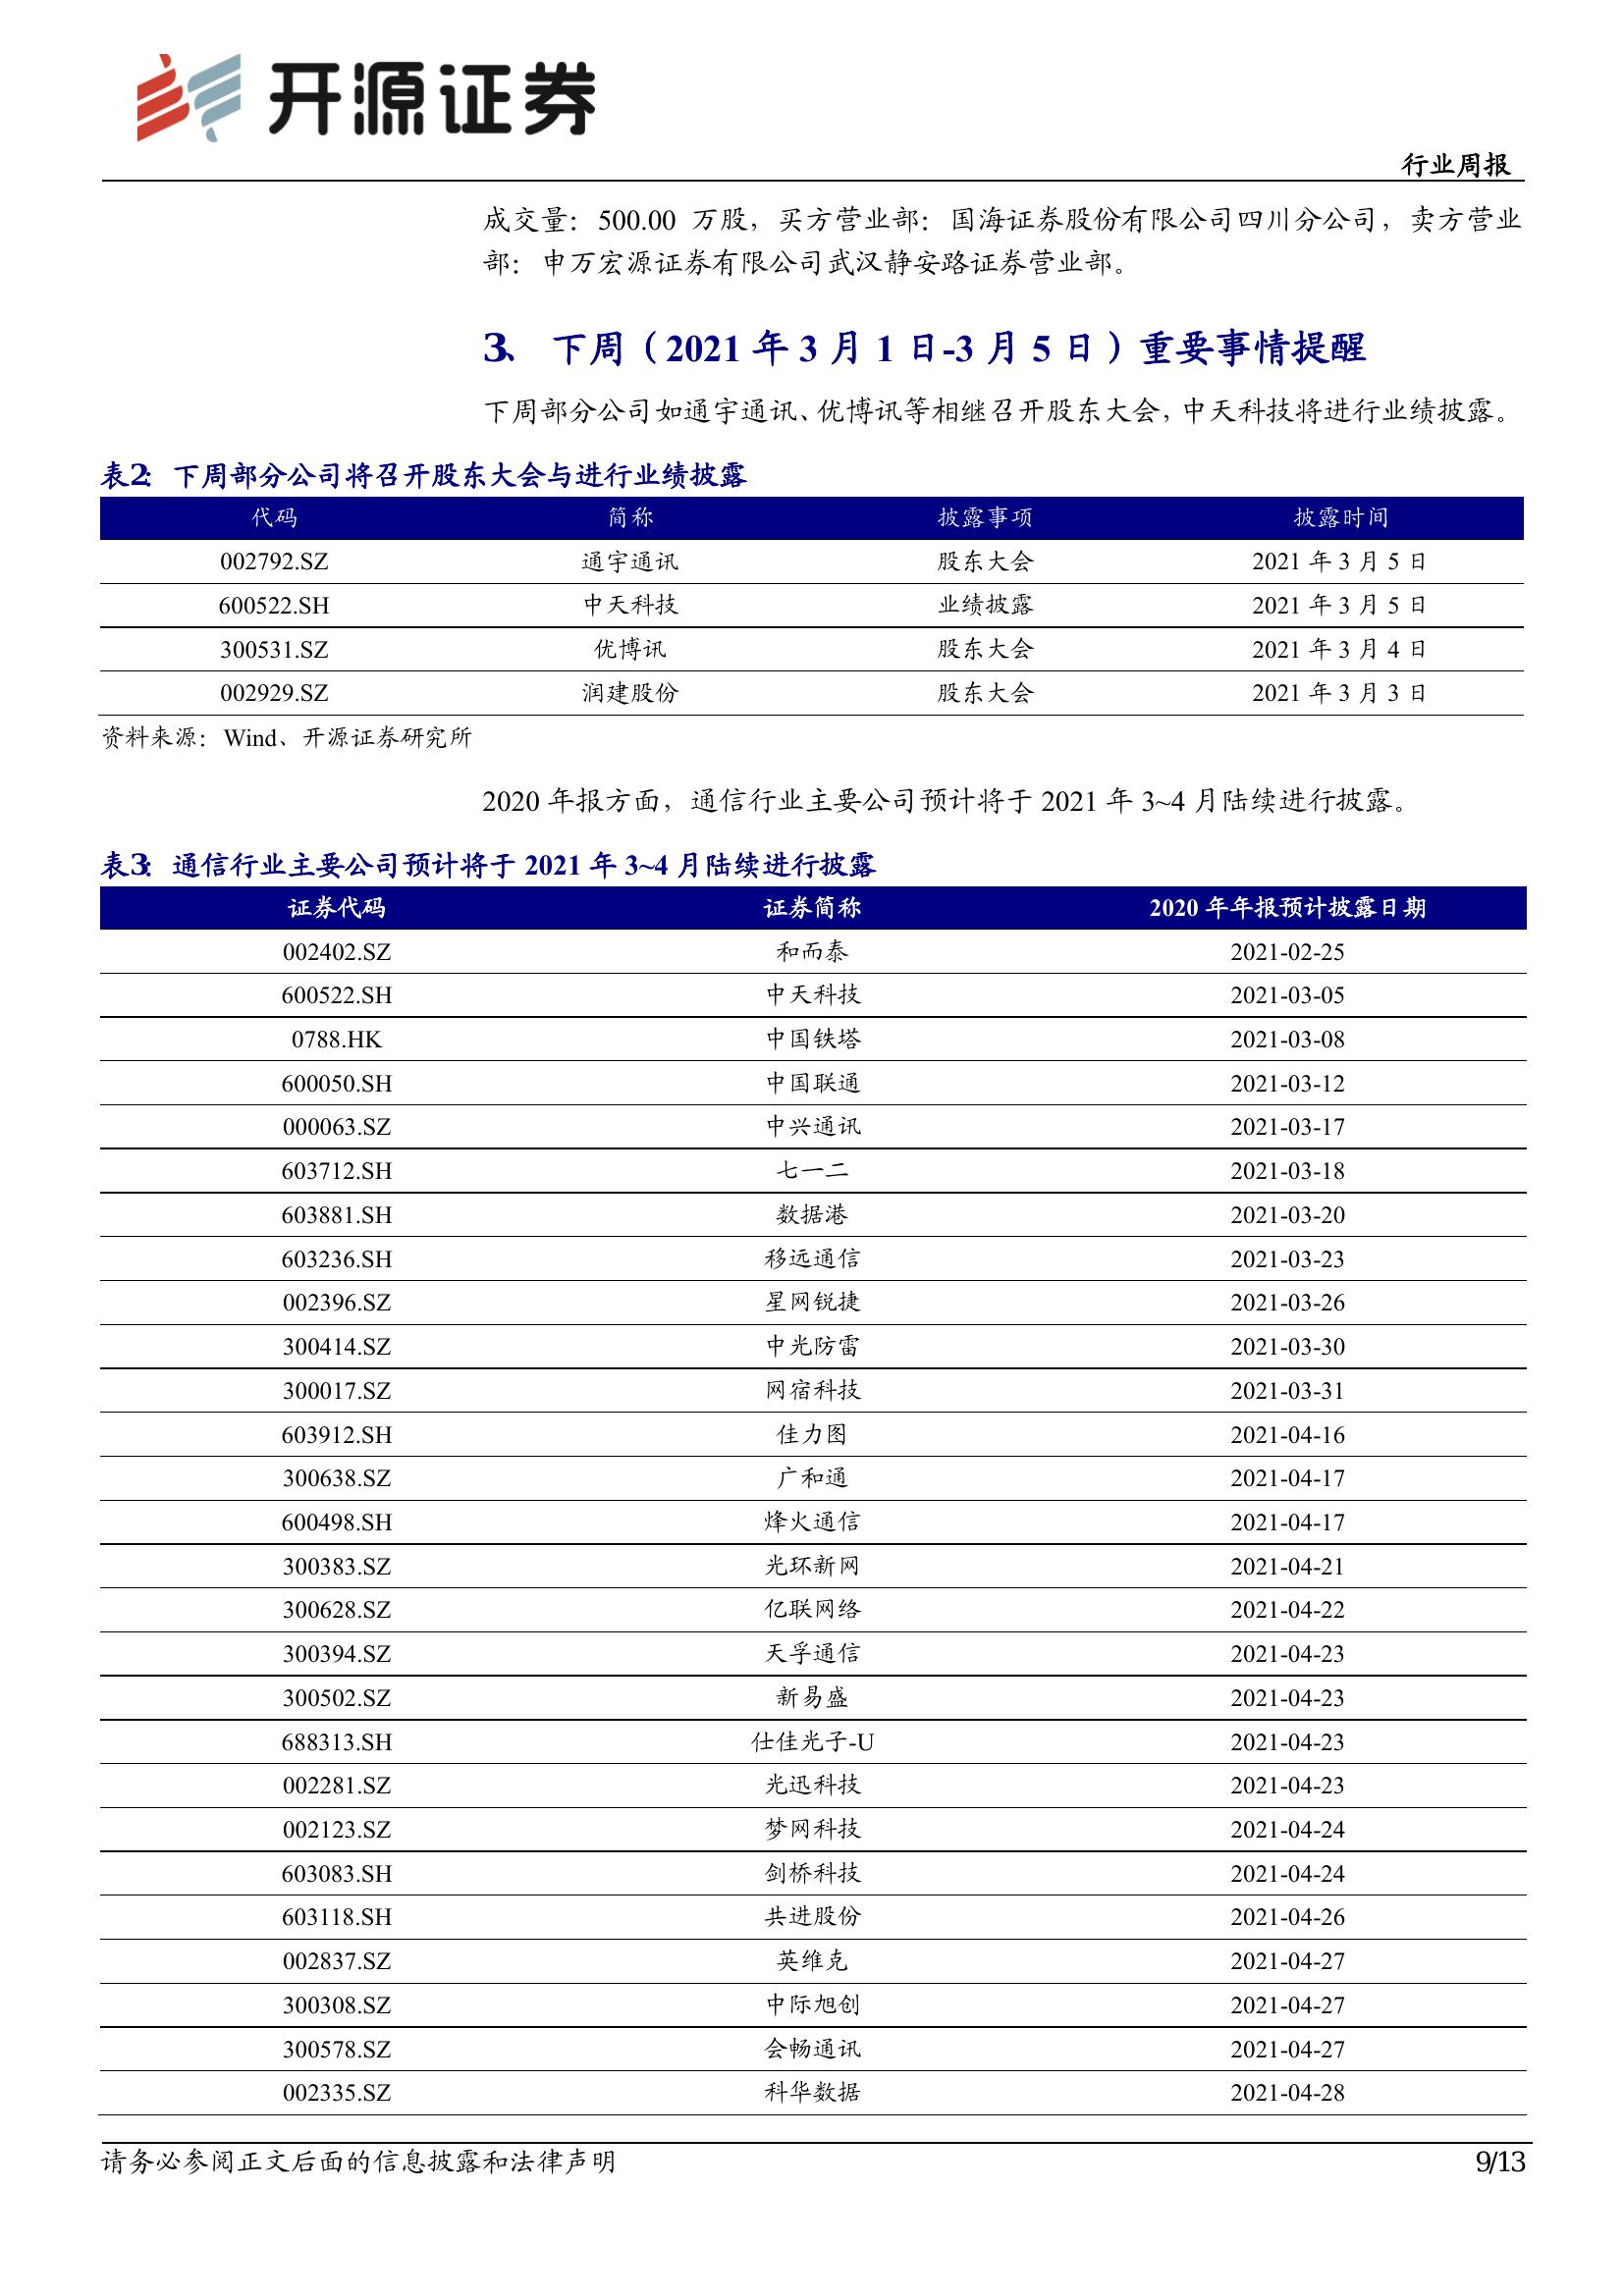 开源证券
行业周报
成交量：500.00 万股，买方营业部：国海证券股份有限公司四川分公司，卖方营业
部：申万宏源证券有限公司武汉静安路证券营业部。
3、 下周（2021 年 3 月 1 日-3 月 5 日）重要事情提醒
下周部分公司如通宇通讯、优博讯等相继召开股东大会，中天科技将进行业绩披露。
表2：下周部分公司将召开股东大会与进行业绩披露
代码 简称 披露事项 披露时间
002792.SZ 通宇通讯 股东大会 2021 年 3 月 5 日
600522.SH 中天科技 业绩披露 2021 年 3 月 5 日
300531.SZ 优博讯 股东大会 2021 年 3 月 4 日
002929.SZ 润建股份 股东大会 2021 年 3 月 3 日
资料来源：Wind、开源证券研究所
2020 年报方面，通信行业主要公司预计将于 2021 年 3~4 月陆续进行披露。
表3：通信行业主要公司预计将于 2021 年 3~4 月陆续进行披露
证券代码 证券简称 2020 年年报预计披露日期
002402.SZ 和而泰 2021-02-25
600522.SH 中天科技 2021-03-05
0788.HK 中国铁塔 2021-03-08
600050.SH 中国联通 2021-03-12
000063.SZ 中兴通讯 2021-03-17
603712.SH 七一二 2021-03-18
603881.SH 数据港 2021-03-20
603236.SH 移远通信 2021-03-23
002396.SZ 星网锐捷 2021-03-26
300414.SZ 中光防雷 2021-03-30
300017.SZ 网宿科技 2021-03-31
603912.SH 佳力图 2021-04-16
300638.SZ 广和通 2021-04-17
600498.SH 烽火通信 2021-04-17
300383.SZ 光环新网 2021-04-21
300628.SZ 亿联网络 2021-04-22
300394.SZ 天孚通信 2021-04-23
300502.SZ 新易盛 2021-04-23
688313.SH 仕佳光子-U 2021-04-23
002281.SZ 光迅科技 2021-04-23
002123.SZ 梦网科技 2021-04-24
603083.SH 剑桥科技 2021-04-24
603118.SH 共进股份 2021-04-26
002837.SZ 英维克 2021-04-27
300308.SZ 中际旭创 2021-04-27
300578.SZ 会畅通讯 2021-04-27
002335.SZ 科华数据 2021-04-28
请务必参阅正文后面的信息披露和法律声明 9/13